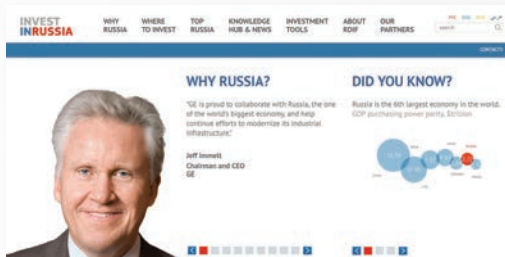 INVEST
INRUSSIA
WHY
RUSSIA
WHERE
TO INVEST
TOP
RUSSIA
KNOWLEDGE
HUB & NEWS
INVESTMENT
TOOLS
ABOUT
RDIF
OUR
PARTNERS
search
CONTACTS
WHY RUSSIA?
"GE is proud to collaborate with Russia, the one
of the world's biggest economy, and help
continue efforts to modernize its industrial
infrastructure."
Jeff Immelt
Chairman and CEO
GE
DID YOU KNOW?
Russia is the 6th largest economy in the world.
GDP purchasing power parity, $trillion